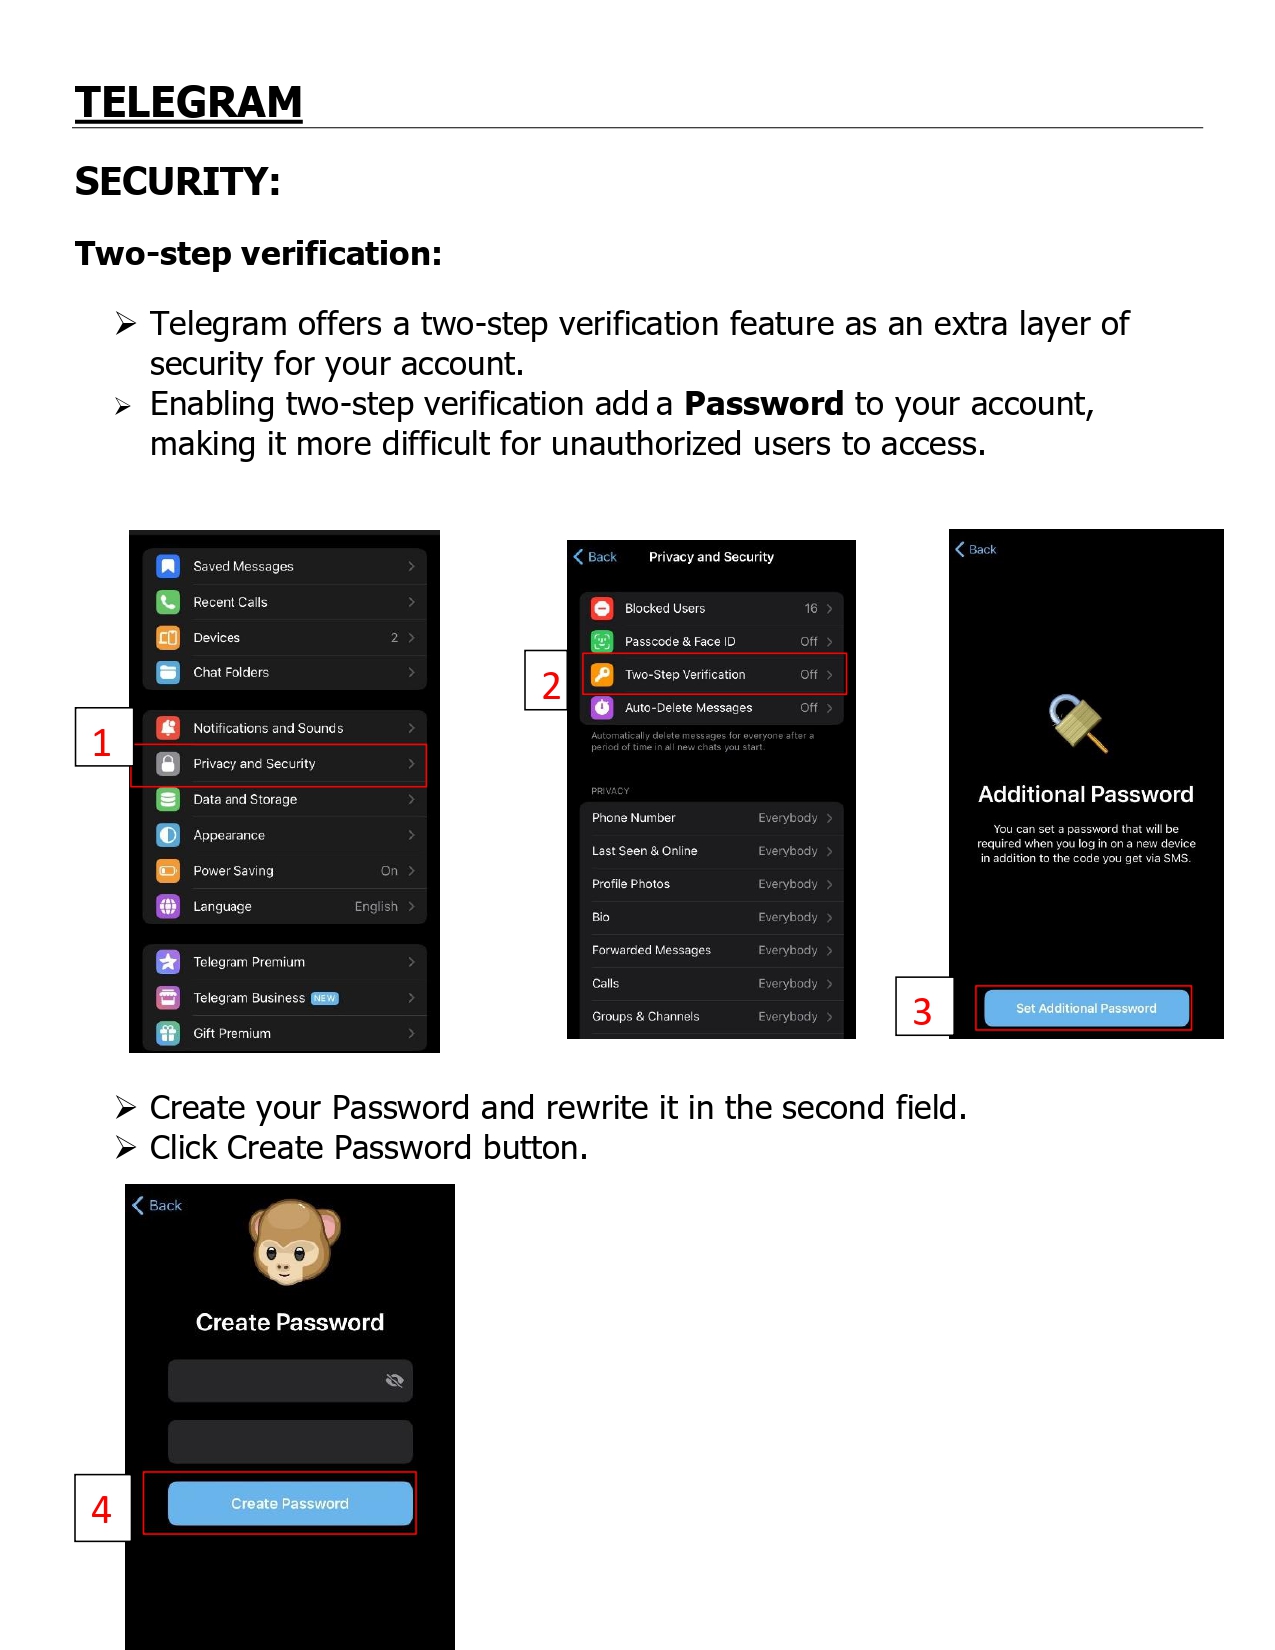 TELEGRAM
SECURITY:
Two-step verification:
➢ Telegram offers a two-step verification feature as an extra layer of
security for your account.
➢ Enabling two-step verification add a Password to your account,
making it more difficult for unauthorized users to access.
1
Saved Messages
Recent Calls
Devices 2
Chat Folders
Notifications and Sounds
Privacy and Security
Data and Storage
Appearance
Power Saving On
Language English
Telegram Premium
Telegram Business NEW
Gift Premium
2
Back Privacy and Security
Blocked Users 16
Passcode & Face ID Off
Two-Step Verification Off
Auto-Delete Messages Off
Automatically delete messages for everyone after a
period of time in all new chats you start.
PRIVACY
Phone Number Everybody
Last Seen & Online Everybody
Profile Photos Everybody
Bio Everybody
Forwarded Messages Everybody
Calls Everybody
Groups & Channels Everybody
3
Back
Additional Password
You can set a password that will be
required when you log in on a new device
in addition to the code you get via SMS.
Set Additional Password
➢ Create your Password and rewrite it in the second field.
➢ Click Create Password button.
Back
Create Password
4
Create Password